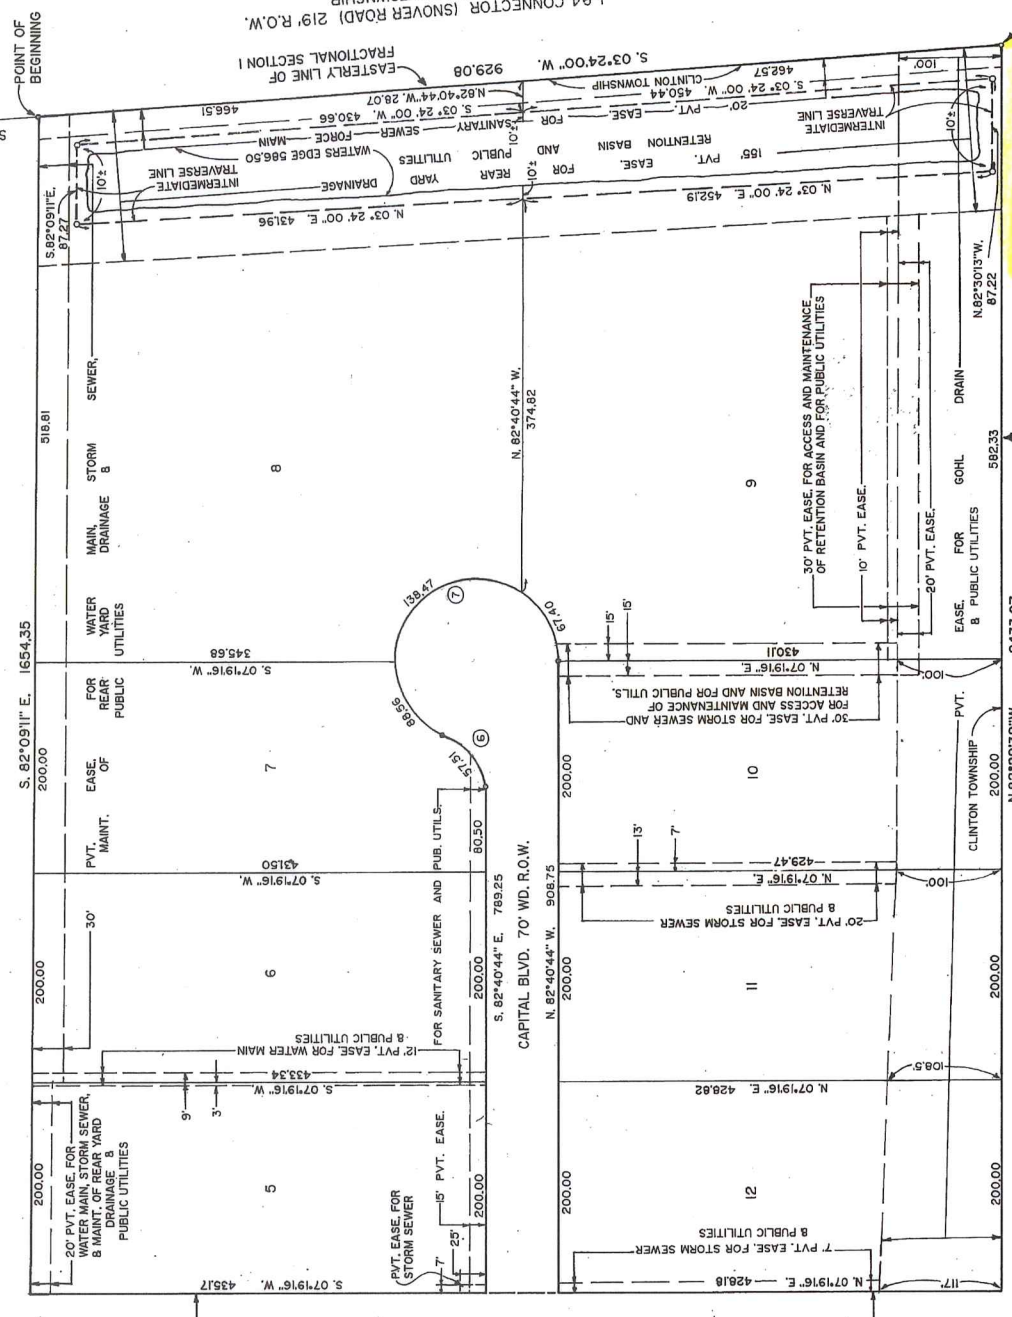 I-94 CONNECTOR (SNOVER ROAD) 219' R.O.W.
POINT OF
BEGINNING
EASTERLY LINE OF
FRACTIONAL SECTION 1
929.08
S. 03°24'00" W.
466.51
N.82°40'44"W. 28.07
CLINTON TOWNSHIP
462.57
100'
S. 03° 24' 00" W. 430.66
S. 03° 24' 00" W. 450.44
20' PVT. EASE. FOR SANITARY SEWER FORCE MAIN
155' PVT. EASE. FOR REAR YARD DRAINAGE
RETENTION BASIN AND PUBLIC UTILITIES
WATERS EDGE 586.50
INTERMEDIATE
TRAVERSE LINE
INTERMEDIATE
TRAVERSE LINE
10'±
10'±
10'±
10'±
N. 03° 24' 00" E. 431.96
N. 03° 24' 00" E. 452.19
S.82°09'11"E.
87.27
N.82°30'13"W.
87.22
S. 82°09'11" E. 1654.35
518.81
200.00
200.00
200.00
PVT. EASE. FOR WATER MAIN, STORM SEWER,
MAINT. OF REAR YARD DRAINAGE &
PUBLIC UTILITIES
30'
8
N. 82°40'44" W.
374.82
9
30' PVT. EASE. FOR ACCESS AND MAINTENANCE
OF RETENTION BASIN AND FOR PUBLIC UTILITIES
10' PVT. EASE.
20' PVT. EASE.
PVT. EASE. FOR GOHL DRAIN
& PUBLIC UTILITIES
582.33
138.47
7
67.40
88.56
6
57.51
345.68
S. 07°19'16" W.
15'
15'
430.11
N. 07°19'16" E.
30' PVT. EASE. FOR STORM SEWER AND
FOR ACCESS AND MAINTENANCE OF
RETENTION BASIN AND FOR PUBLIC UTILS.
100'
7
10
200.00
CLINTON TOWNSHIP
200.00
FOR SANITARY SEWER AND PUB. UTILS.
80.50
431.50
S. 07°19'16" W.
13'
7'
429.47
N. 07°19'16" E.
20' PVT. EASE. FOR STORM SEWER
& PUBLIC UTILITIES
100'
6
200.00
S. 82°40'44" E. 789.25
CAPITAL BLVD. 70' WD. R.O.W.
N. 82°40'44" W. 908.75
200.00
11
200.00
12' PVT. EASE. FOR WATER MAIN
& PUBLIC UTILITIES
433.34
S. 07°19'16" W.
9'
3'
N. 07°19'16" E. 428.82
108.5'
20' PVT. EASE. FOR
WATER MAIN, STORM SEWER,
& MAINT. OF REAR YARD
DRAINAGE &
PUBLIC UTILITIES
5
15' PVT. EASE.
200.00
200.00
12
200.00
PVT. EASE. FOR
STORM SEWER
7'
25'
7' PVT. EASE. FOR STORM SEWER
& PUBLIC UTILITIES
S. 07°19'16" W. 435.17
N. 07°19'16" E. 428.18
117'